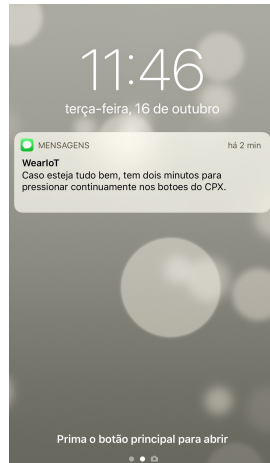 11:46
terça-feira, 16 de outubro
MENSAGENS há 2 min
WearIoT
Caso esteja tudo bem, tem dois minutos para
pressionar continuamente nos botoes do CPX.
Prima o botão principal para abrir